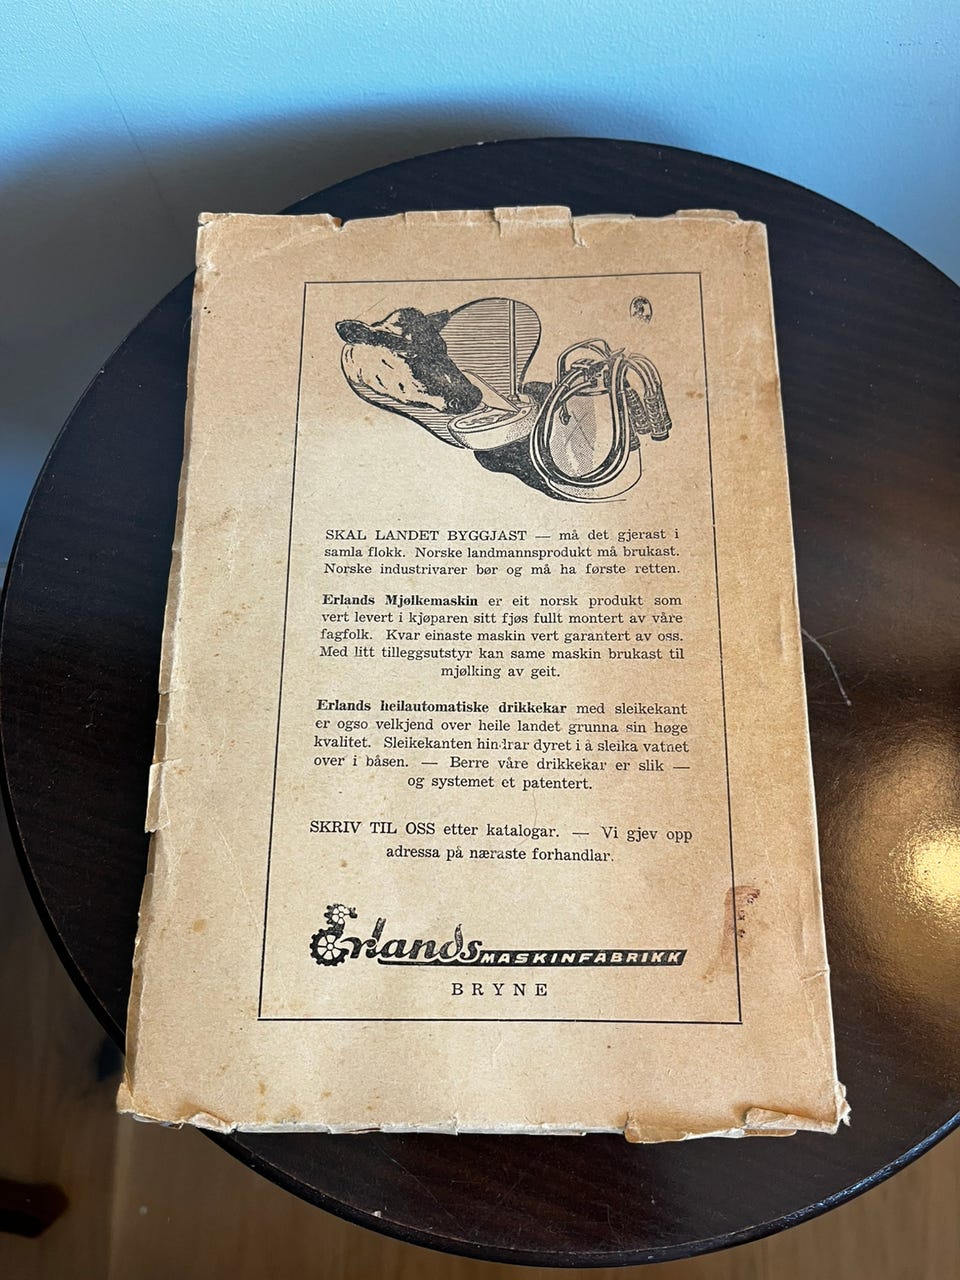 SKAL LANDET BYGGJAST — må det gjerast i
samla flokk. Norske landmannsprodukt må brukast.
Norske industrivarer bør og må ha første retten.
Erlands Mjølkemaskin er eit norsk produkt som
vert levert i kjøparen sitt fjøs fullt montert av våre
fagfolk. Kvar einaste maskin vert garantert av oss.
Med litt tilleggsutstyr kan same maskin brukast til
mjølking av geit.
Erlands heilautomatiske drikkekar med sleikekant
er ogso velkjend over heile landet grunna sin høge
kvalitet. Sleikekanten hindrar dyret i å sleika vatnet
over i båsen. — Berre våre drikkekar er slik —
og systemet et patentert.
SKRIV TIL OSS etter katalogar. — Vi gjev opp
adressa på næraste forhandlar.
Erlands MASKINFABRIKK
BRYNE